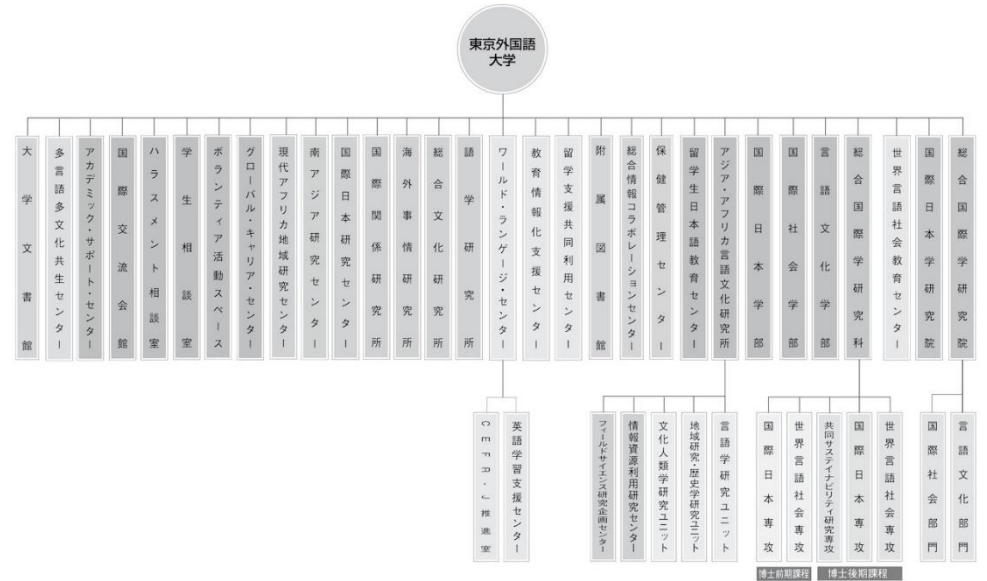 東京外国語
大学
総合国際学研究院
国際日本学研究院
世界言語社会教育センター
総合国際学研究科
言語文化学部
国際社会学部
国際日本学部
アジア・アフリカ言語文化研究所
留学生日本語教育センター
保健管理センター
総合情報コラボレーションセンター
附属図書館
留学支援共同利用センター
教育情報化支援センター
ワールド・ランゲージ・センター
語学研究所
総合文化研究所
海外事情研究所
国際関係研究所
国際日本研究センター
南アジア研究センター
現代アフリカ地域研究センター
グローバル・キャリア・センター
ボランティア活動スペース
学生相談室
ハラスメント相談室
国際交流会館
アカデミック・サポート・センター
多言語多文化共生センター
大学文書館
言語文化部門
国際社会部門
世界言語社会専攻
国際日本専攻
共同サステイナビリティ研究専攻
世界言語社会専攻
国際日本専攻
博士後期課程
博士前期課程
言語学研究ユニット
地域研究・歴史学研究ユニット
文化人類学研究ユニット
情報資源利用研究センター
フィールドサイエンス研究企画センター
英語学習支援センター
CEFR-J推進室